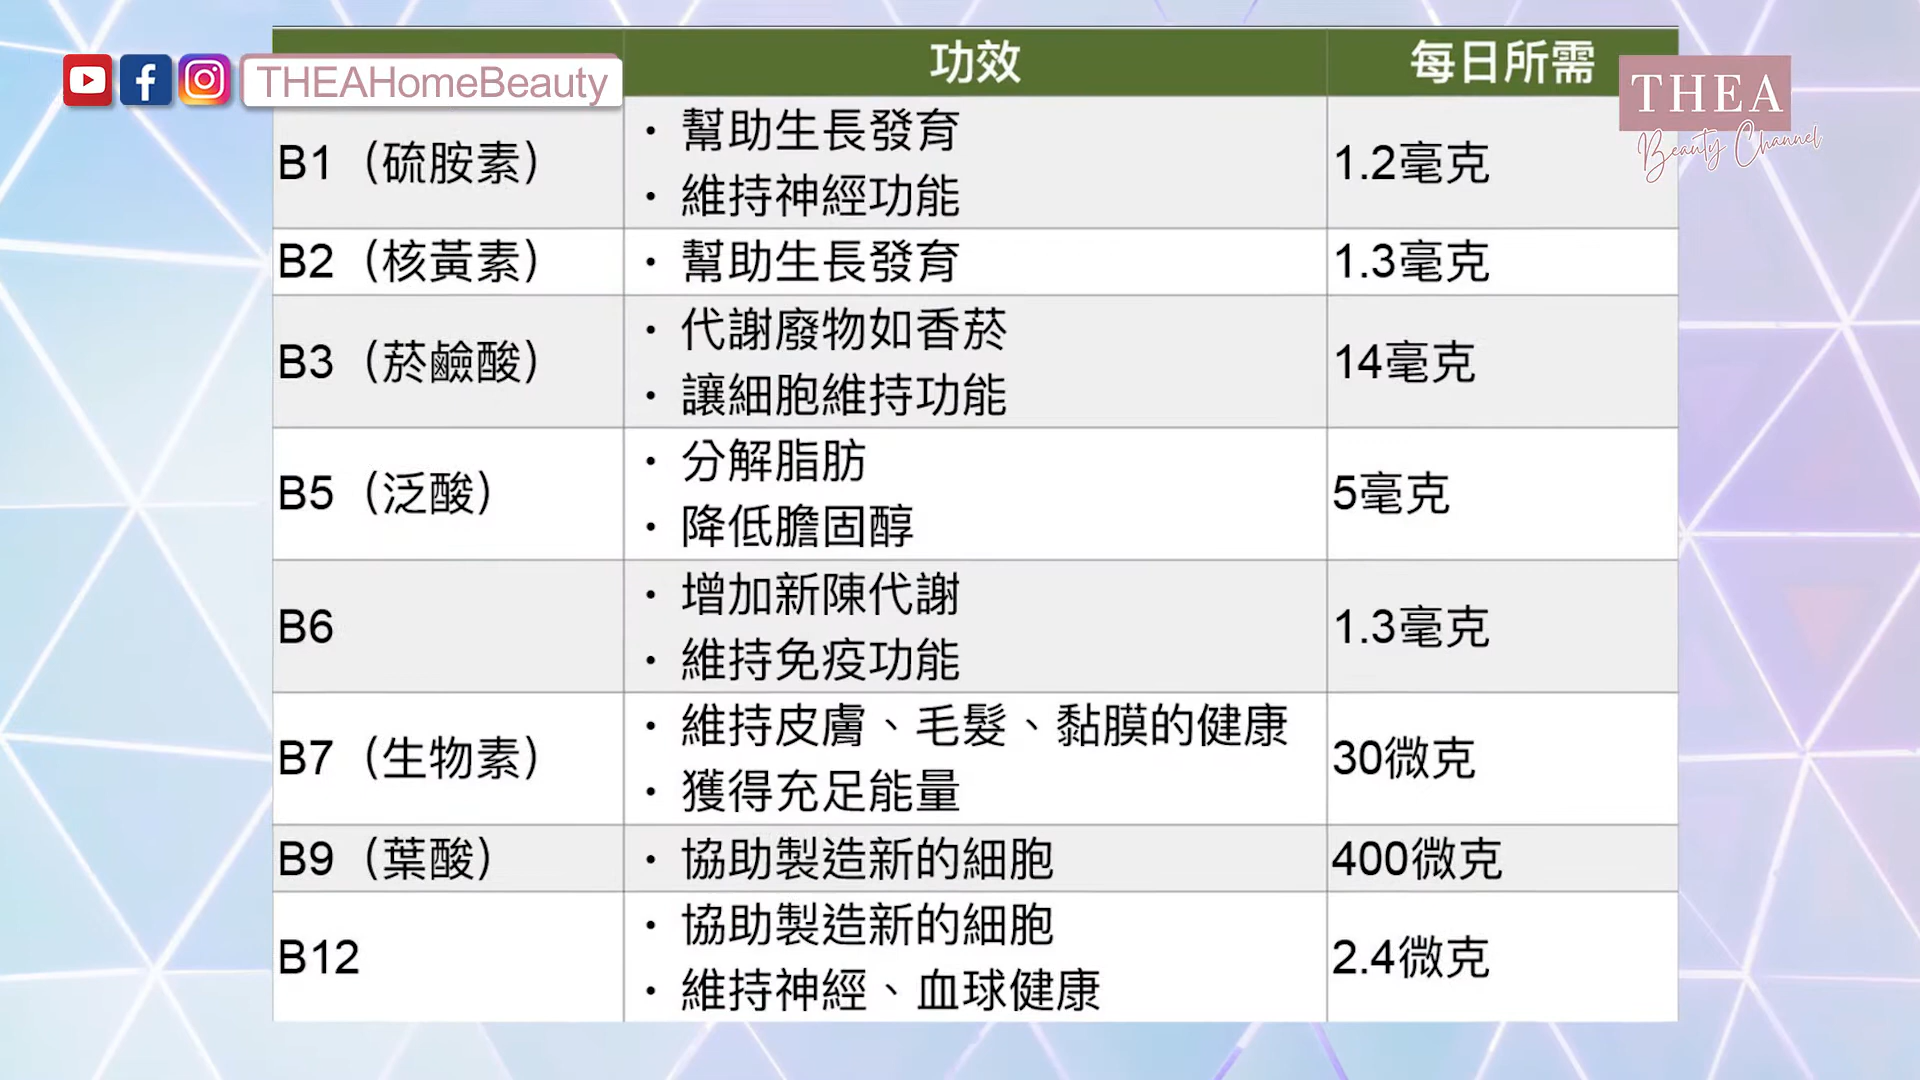 THEAHomeBeauty
功效
每日所需
THEA
Beauty Channel
B1（硫胺素）
・幫助生長發育
・維持神經功能
1.2毫克
B2（核黃素）
・幫助生長發育
1.3毫克
B3（菸鹼酸）
・代謝廢物如香菸
・讓細胞維持功能
14毫克
B5（泛酸）
・分解脂肪
・降低膽固醇
5毫克
B6
・增加新陳代謝
・維持免疫功能
1.3毫克
B7（生物素）
・維持皮膚、毛髮、黏膜的健康
・獲得充足能量
30微克
B9（葉酸）
・協助製造新的細胞
400微克
B12
・協助製造新的細胞
・維持神經、血球健康
2.4微克